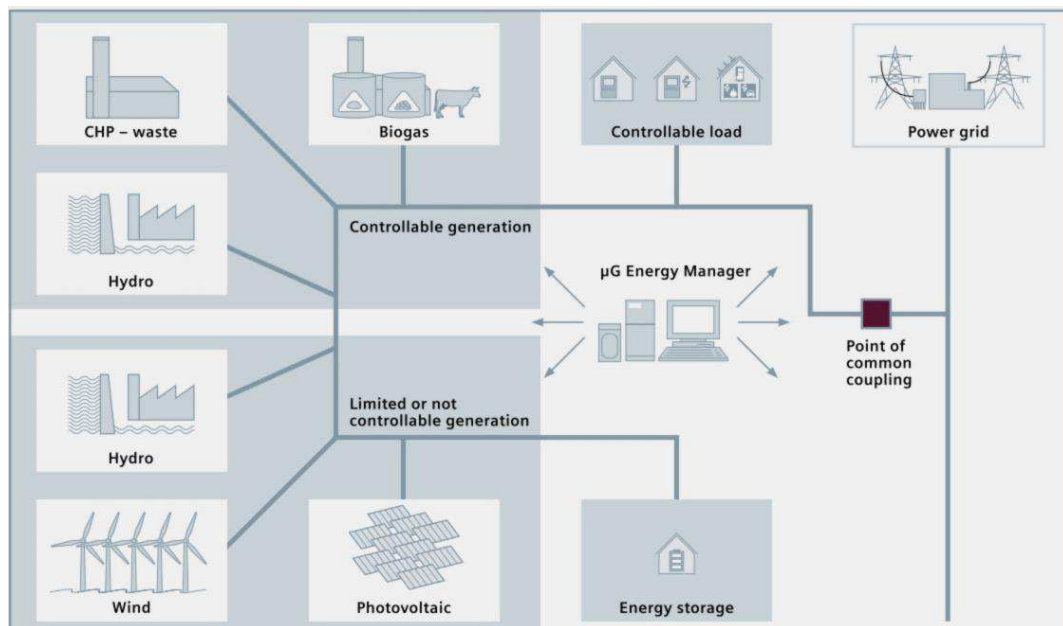 CHP – waste
Biogas
Controllable load
Power grid
Controllable generation
Hydro
µG Energy Manager
Point of
common
coupling
Hydro
Limited or not
controllable generation
Wind
Photovoltaic
Energy storage